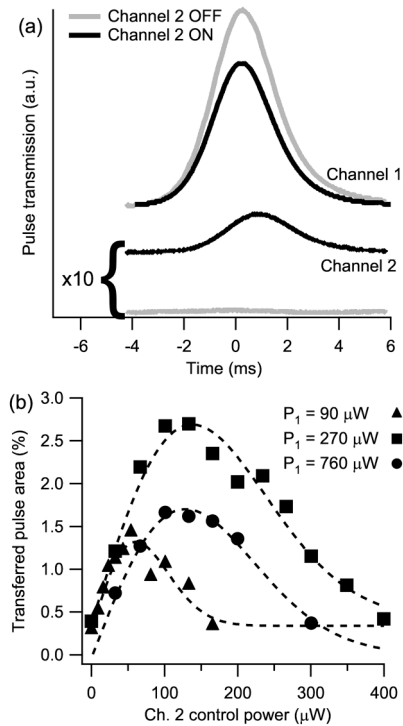 (a)
Channel 2 OFF
Channel 2 ON
Pulse transmission (a.u.)
Channel 1
Channel 2
x10
-6 -4 -2 0 2 4 6
Time (ms)
(b)
3.0
2.5
2.0
1.5
1.0
0.5
0.0
Transferred pulse area (%)
P₁ = 90 µW
P₁ = 270 µW
P₁ = 760 µW
0 100 200 300 400
Ch. 2 control power (µW)